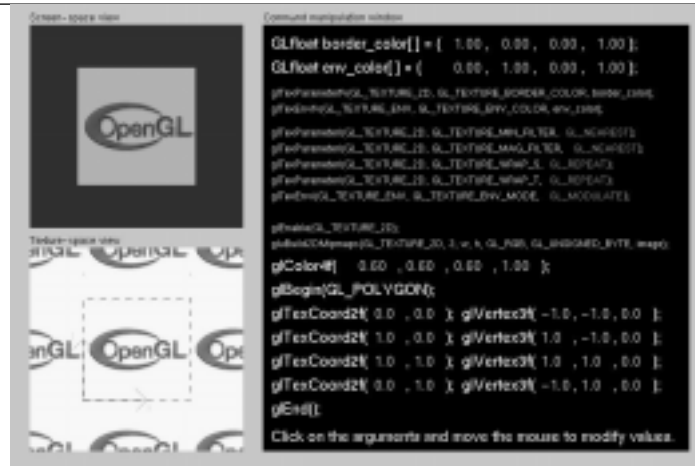 Screen-space view
OpenGL
Texture-space view
OpenGL
Command manipulation window
GLfloat border_color[] = { 1.00 , 0.00 , 0.00 , 1.00 };
GLfloat env_color[] = { 0.00 , 1.00 , 0.00 , 1.00 };
glTexParameterfv(GL_TEXTURE_2D, GL_TEXTURE_BORDER_COLOR, border_color);
glTexEnvfv(GL_TEXTURE_ENV, GL_TEXTURE_ENV_COLOR, env_color);
glTexParameteri(GL_TEXTURE_2D, GL_TEXTURE_MIN_FILTER, GL_NEAREST);
glTexParameteri(GL_TEXTURE_2D, GL_TEXTURE_MAG_FILTER, GL_NEAREST);
glTexParameteri(GL_TEXTURE_2D, GL_TEXTURE_WRAP_S, GL_REPEAT);
glTexParameteri(GL_TEXTURE_2D, GL_TEXTURE_WRAP_T, GL_REPEAT);
glTexEnvi(GL_TEXTURE_ENV, GL_TEXTURE_ENV_MODE, GL_MODULATE);
glEnable(GL_TEXTURE_2D);
gluBuild2DMipmaps(GL_TEXTURE_2D, 3, w, h, GL_RGB, GL_UNSIGNED_BYTE, image);
glColor4f( 0.60 , 0.60 , 0.60 , 1.00 );
glBegin(GL_POLYGON);
glTexCoord2f( 0.0 , 0.0 ); glVertex3f( -1.0 , -1.0 , 0.0 );
glTexCoord2f( 1.0 , 0.0 ); glVertex3f( 1.0 , -1.0 , 0.0 );
glTexCoord2f( 1.0 , 1.0 ); glVertex3f( 1.0 , 1.0 , 0.0 );
glTexCoord2f( 0.0 , 1.0 ); glVertex3f( -1.0 , 1.0 , 0.0 );
glEnd();
Click on the arguments and move the mouse to modify values.